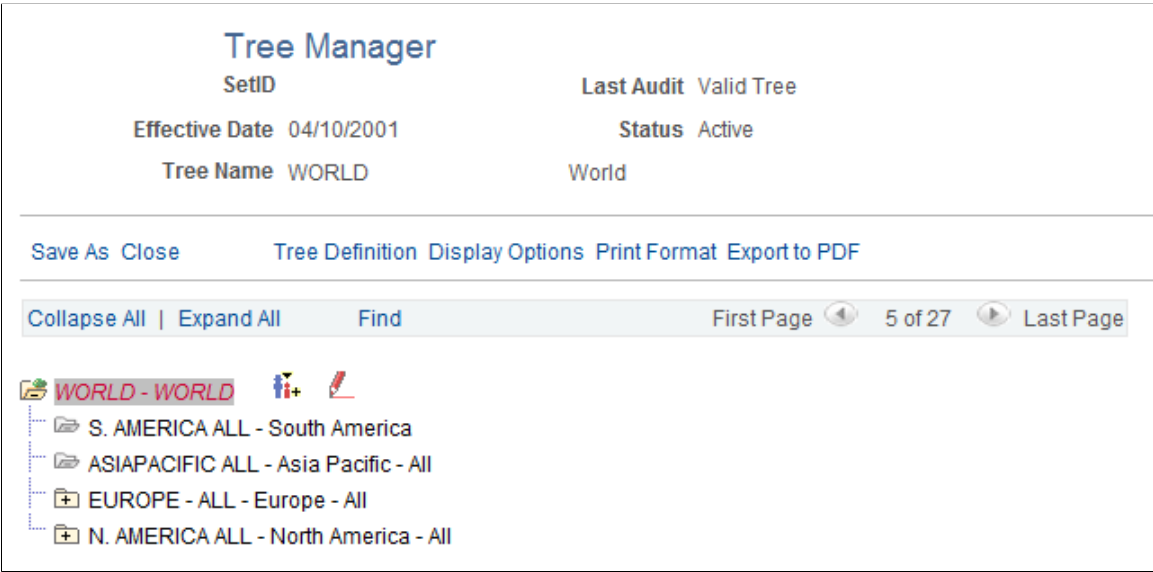 Tree Manager
SetID Last Audit Valid Tree
Effective Date 04/10/2001 Status Active
Tree Name WORLD World
Save As Close Tree Definition Display Options Print Format Export to PDF
Collapse All | Expand All Find First Page 5 of 27 Last Page
WORLD - WORLD
S. AMERICA ALL - South America
ASIAPACIFIC ALL - Asia Pacific - All
EUROPE - ALL - Europe - All
N. AMERICA ALL - North America - All